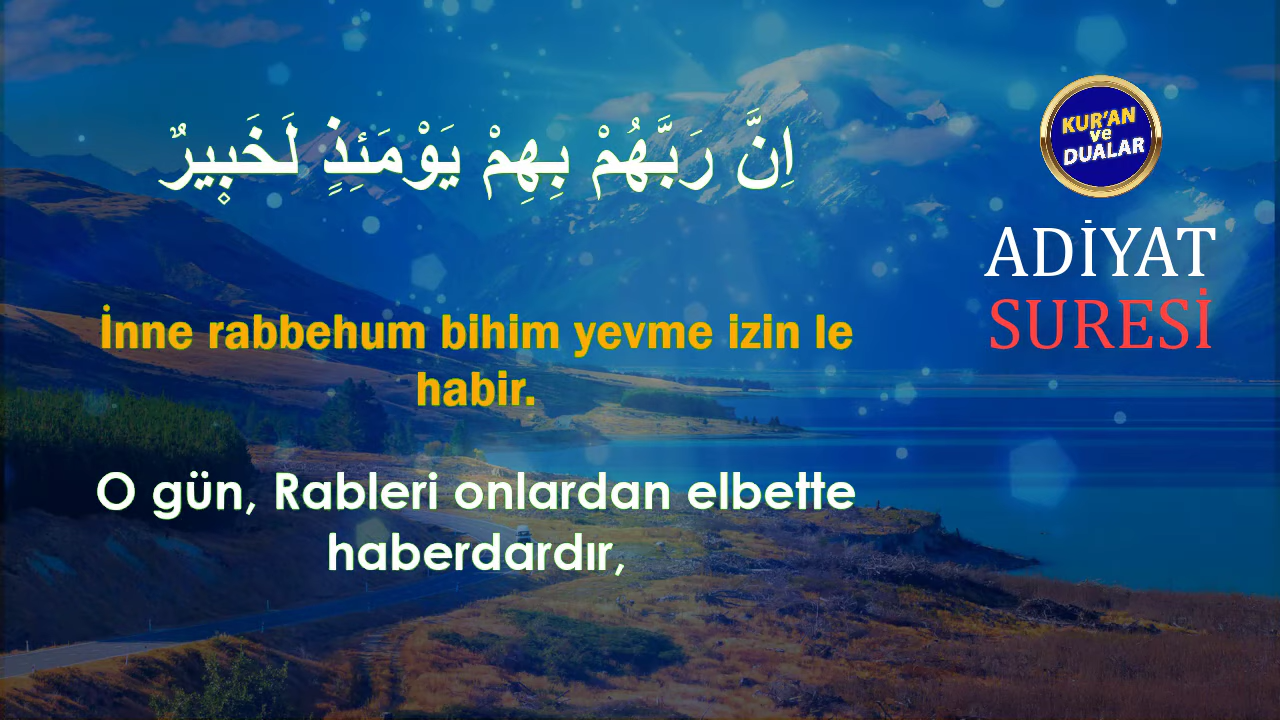 اِنَّ رَبَّهُمْ بِهِمْ يَوْمَئِذٍ لَخَب۪يرٌ
İnne rabbehum bihim yevme izin le
habir.
O gün, Rableri onlardan elbette
haberdardır,
KUR'AN
ve
DUALAR
ADİYAT
SURESİ